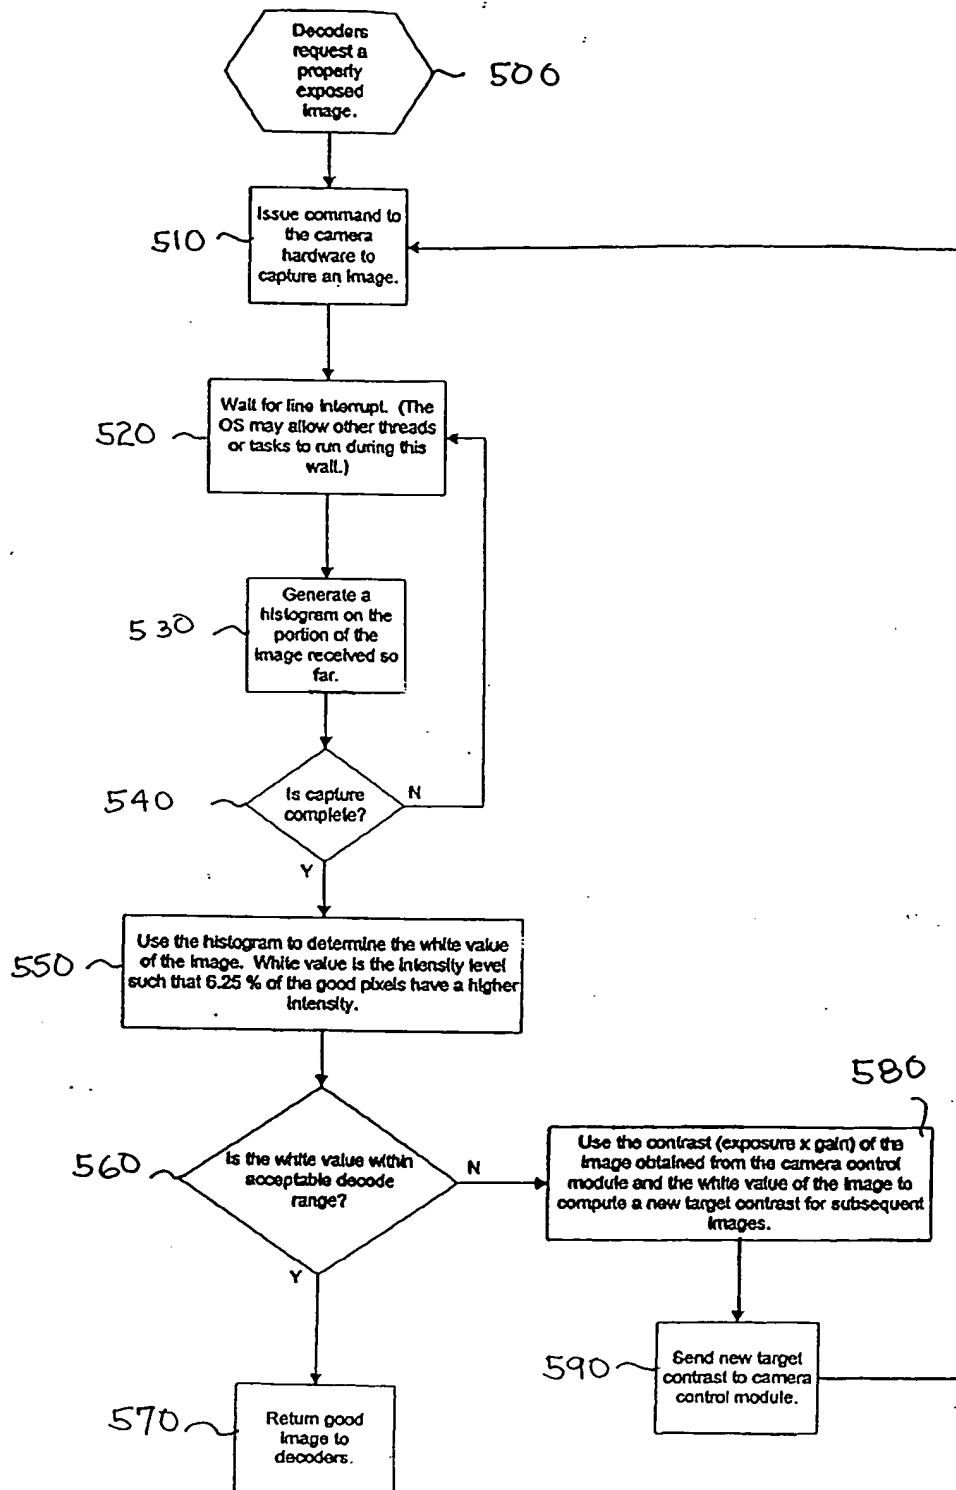 Decoders
request a
properly
exposed
image.
500
Issue command to
the camera
hardware to
capture an image.
510
Wait for line interrupt. (The
OS may allow other threads
or tasks to run during this
wait.)
520
Generate a
histogram on the
portion of the
image received so
far.
530
Is capture
complete?
540
N
Y
Use the histogram to determine the white value
of the image. White value is the intensity level
such that 6.25 % of the good pixels have a higher
intensity.
550
Is the white value within
acceptable decode
range?
560
N
Y
580
Use the contrast (exposure x gain) of the
image obtained from the camera control
module and the white value of the image to
compute a new target contrast for subsequent
images.
Send new target
contrast to camera
control module.
590
Return good
image to
decoders.
570